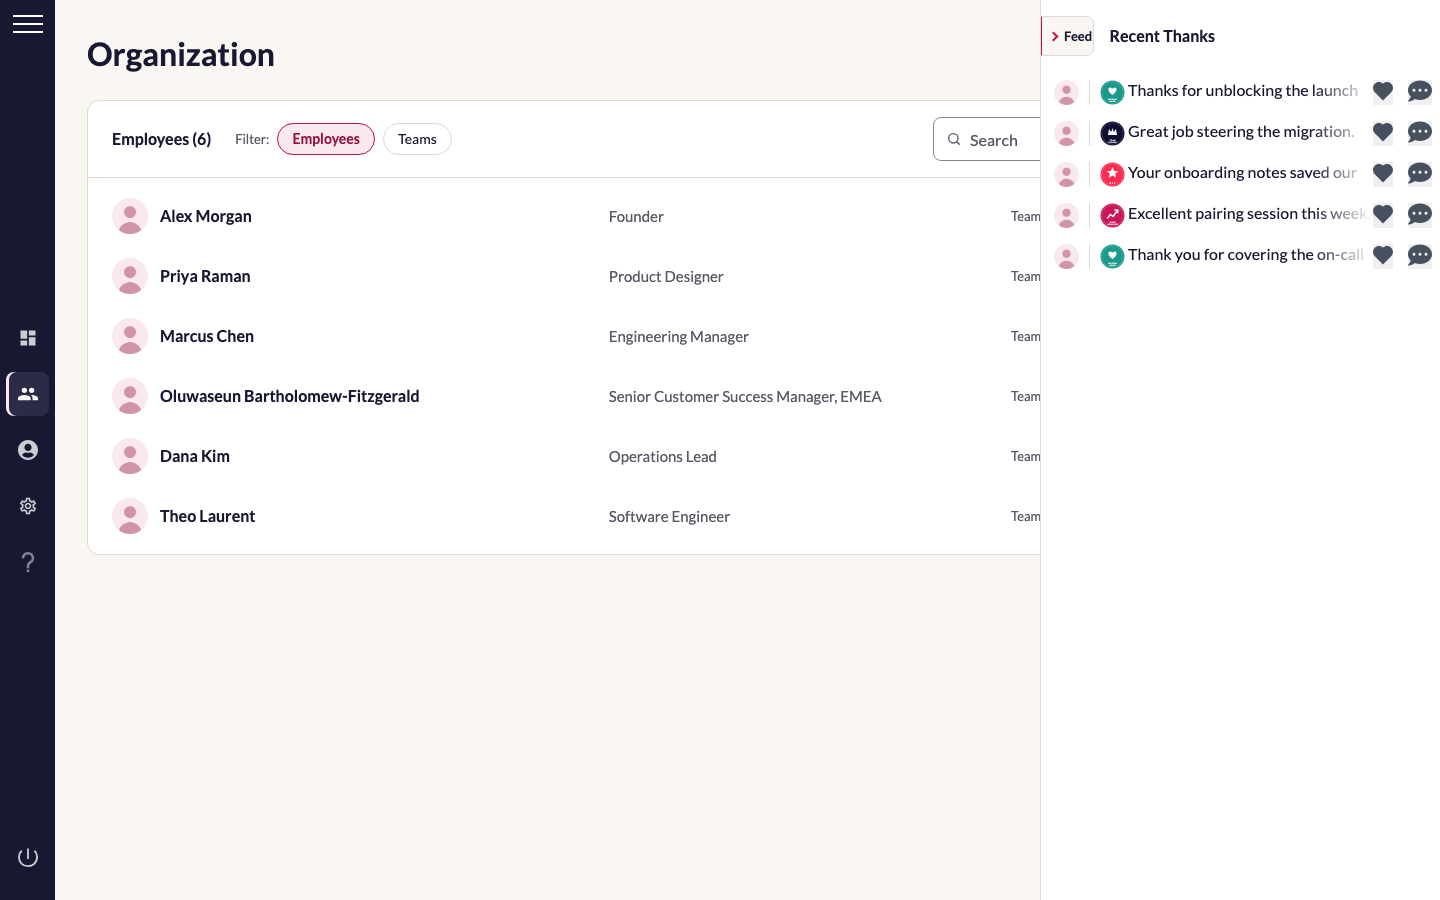 Organization
Employees (6)
Filter:
Employees
Teams
Search
Alex Morgan
Founder
Team
Priya Raman
Product Designer
Team
Marcus Chen
Engineering Manager
Team
Oluwaseun Bartholomew-Fitzgerald
Senior Customer Success Manager, EMEA
Team
Dana Kim
Operations Lead
Team
Theo Laurent
Software Engineer
Team
Feed
Recent Thanks
Thanks for unblocking the launch
Great job steering the migration.
Your onboarding notes saved our
Excellent pairing session this week.
Thank you for covering the on-call